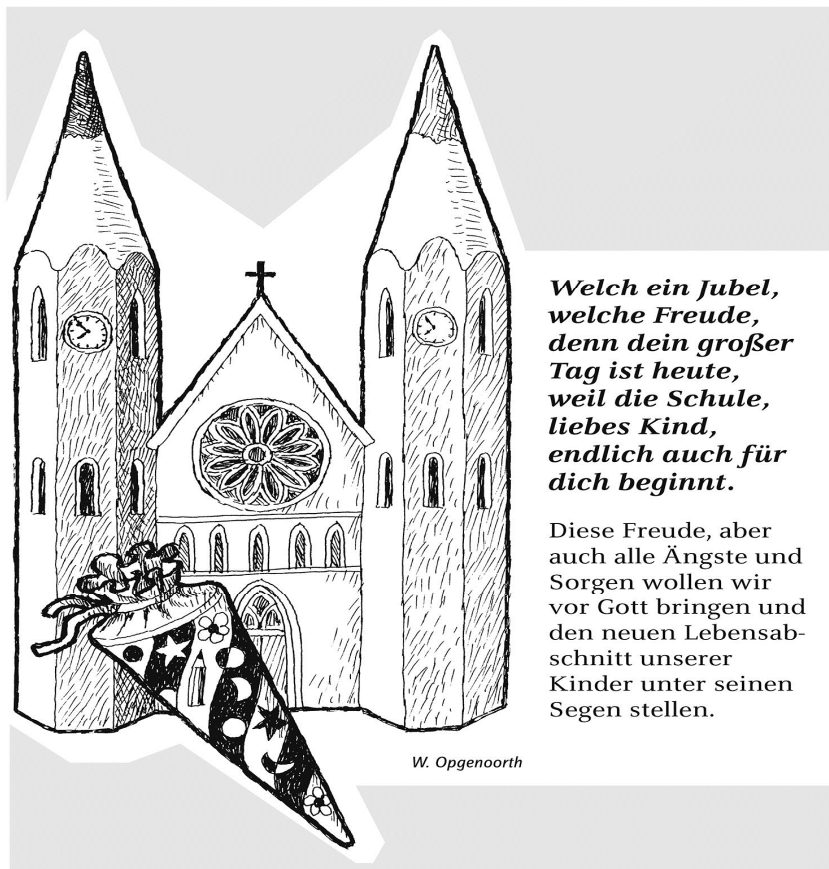 Welch ein Jubel,
welche Freude,
denn dein großer
Tag ist heute,
weil die Schule,
liebes Kind,
endlich auch für
dich beginnt.
Diese Freude, aber
auch alle Ängste und
Sorgen wollen wir
vor Gott bringen und
den neuen Lebensab-
schnitt unserer
Kinder unter seinen
Segen stellen.
W. Opgenoorth